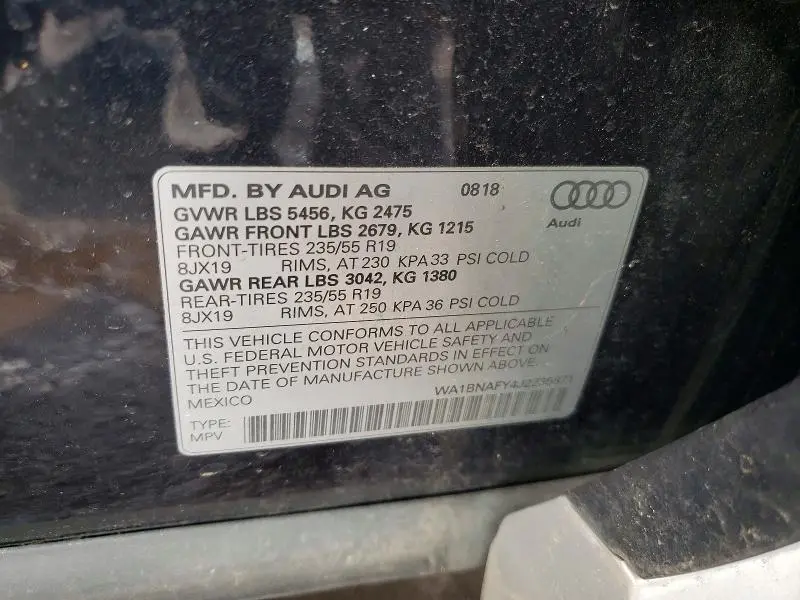 MFD. BY AUDI AG 0818
Audi
GVWR LBS 5456, KG 2475
GAWR FRONT LBS 2679, KG 1215
FRONT-TIRES 235/55 R19
8JX19 RIMS, AT 230 KPA 33 PSI COLD
GAWR REAR LBS 3042, KG 1380
REAR-TIRES 235/55 R19
8JX19 RIMS, AT 250 KPA 36 PSI COLD
THIS VEHICLE CONFORMS TO ALL APPLICABLE
U.S. FEDERAL MOTOR VEHICLE SAFETY AND
THEFT PREVENTION STANDARDS IN EFFECT ON
THE DATE OF MANUFACTURE SHOWN ABOVE.
MEXICO
TYPE:
MPV